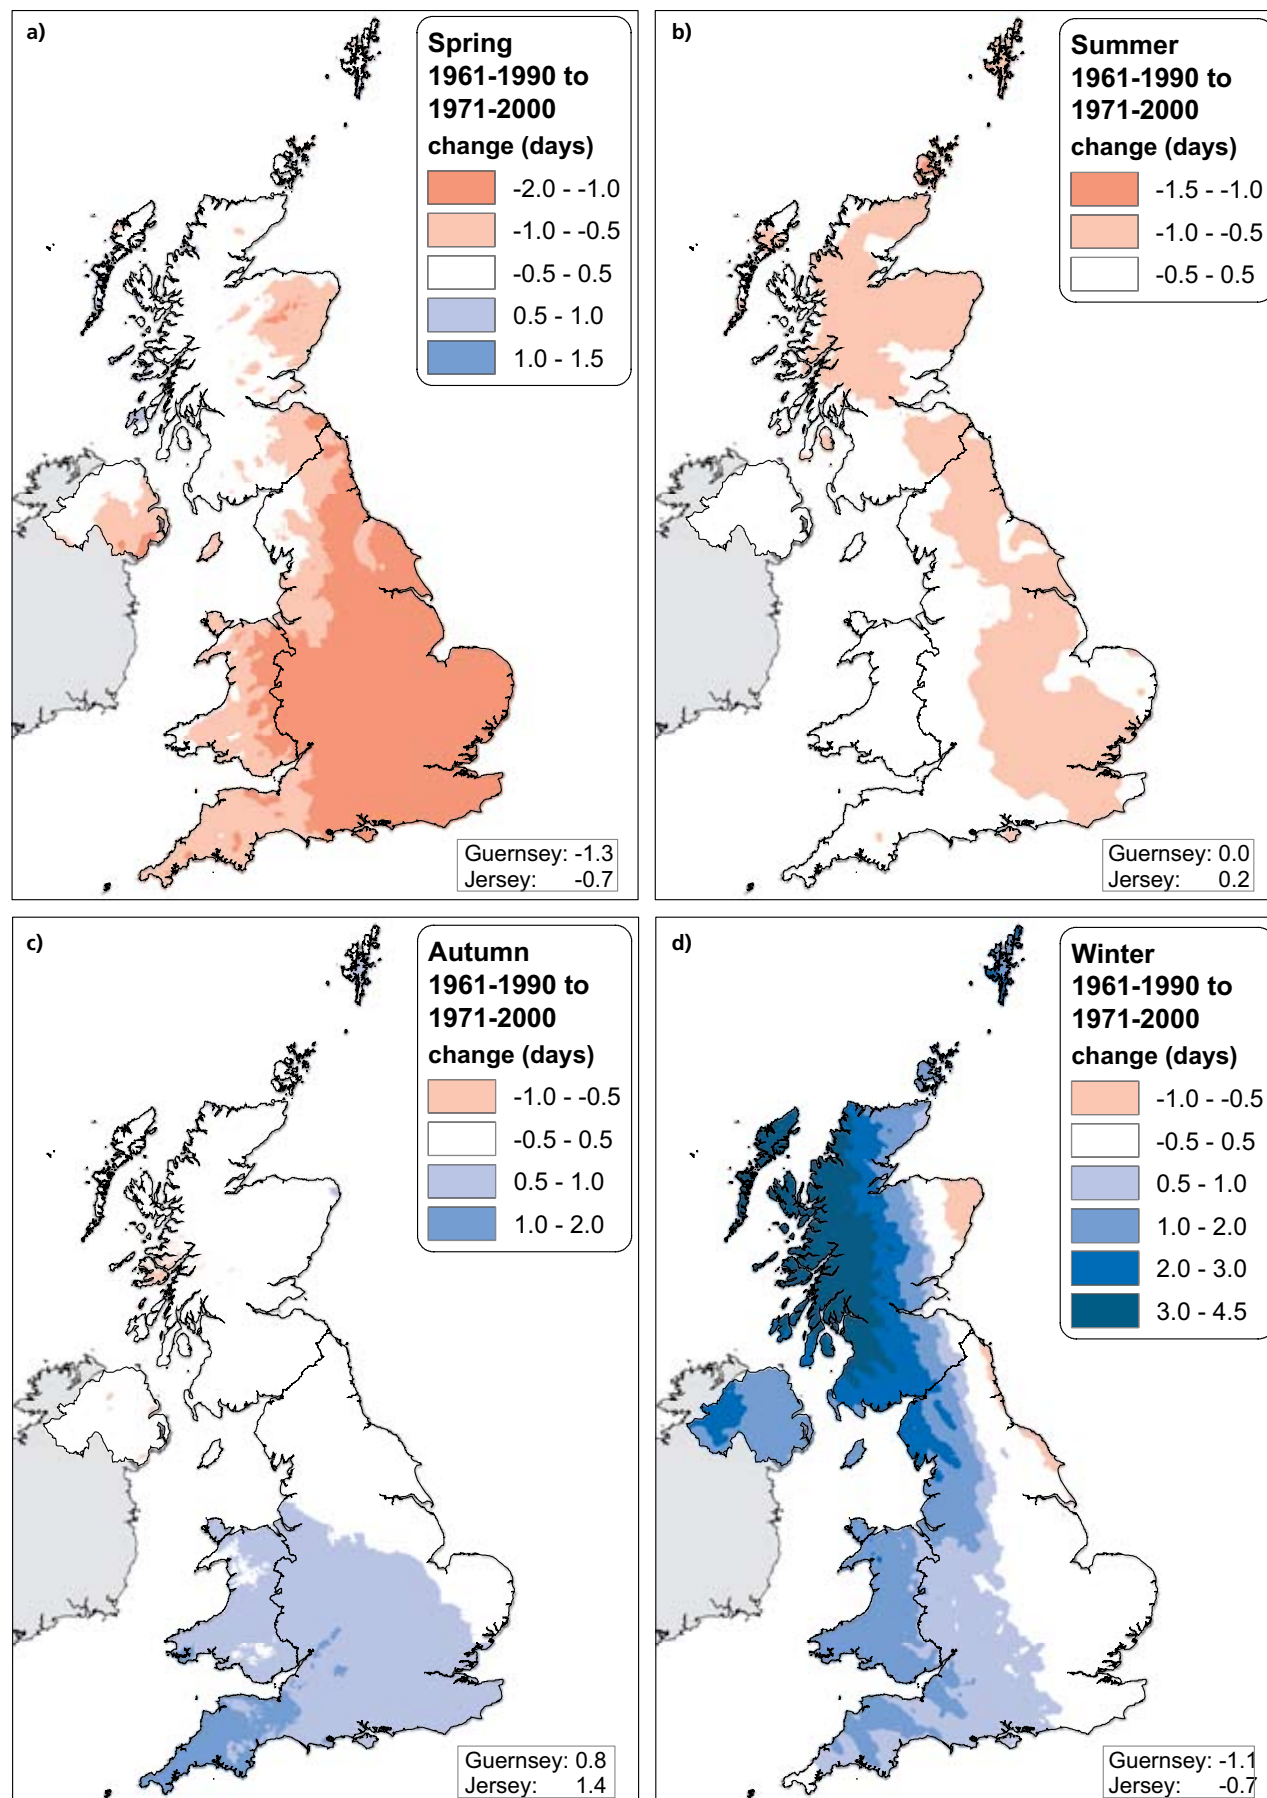 a)
Spring
1961-1990 to
1971-2000
change (days)
-2.0 - -1.0
-1.0 - -0.5
-0.5 - 0.5
0.5 - 1.0
1.0 - 1.5
Guernsey: -1.3
Jersey: -0.7
b)
Summer
1961-1990 to
1971-2000
change (days)
-1.5 - -1.0
-1.0 - -0.5
-0.5 - 0.5
Guernsey: 0.0
Jersey: 0.2
c)
Autumn
1961-1990 to
1971-2000
change (days)
-1.0 - -0.5
-0.5 - 0.5
0.5 - 1.0
1.0 - 2.0
Guernsey: 0.8
Jersey: 1.4
d)
Winter
1961-1990 to
1971-2000
change (days)
-1.0 - -0.5
-0.5 - 0.5
0.5 - 1.0
1.0 - 2.0
2.0 - 3.0
3.0 - 4.5
Guernsey: -1.1
Jersey: -0.7